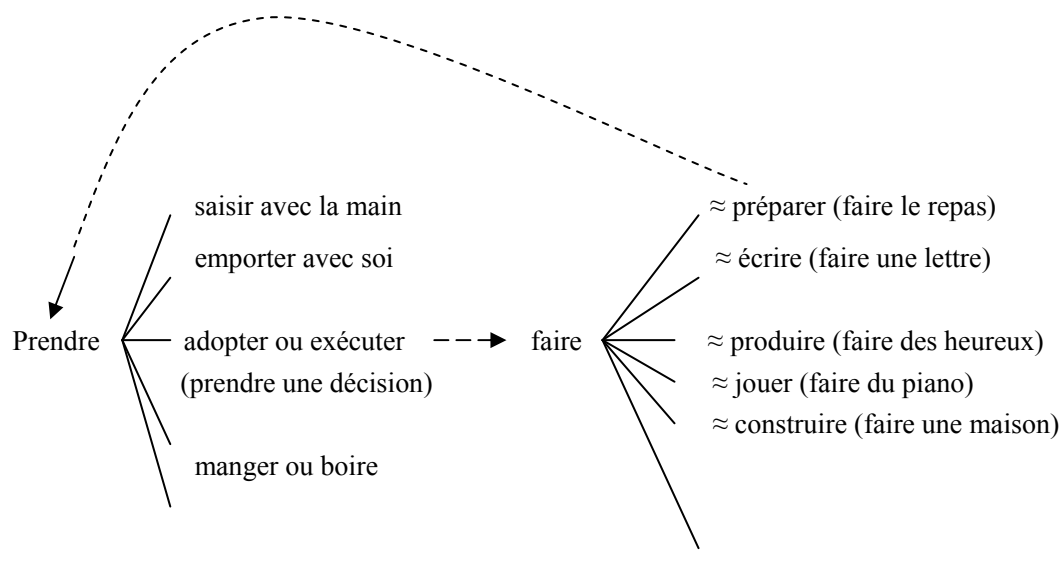 saisir avec la main
≈ préparer (faire le repas)
emporter avec soi
≈ écrire (faire une lettre)
Prendre
adopter ou exécuter
(prendre une décision)
faire
≈ produire (faire des heureux)
≈ jouer (faire du piano)
≈ construire (faire une maison)
manger ou boire